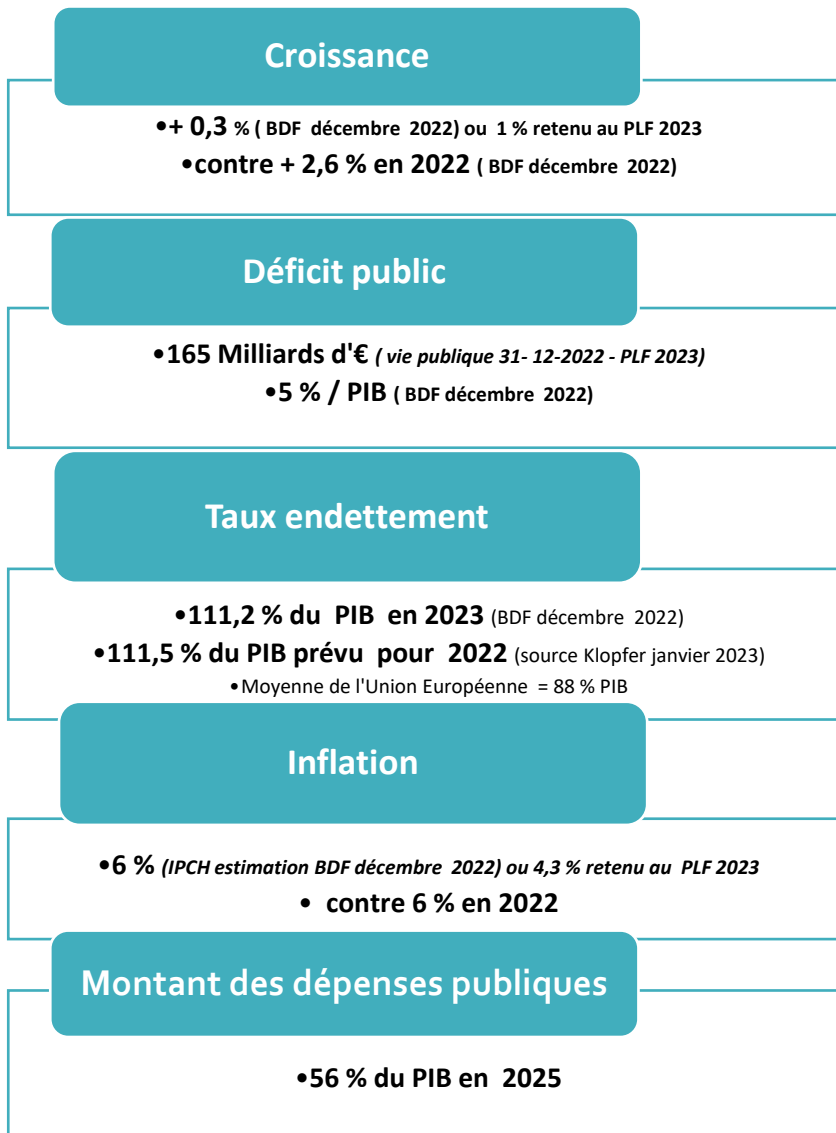 Croissance
•+ 0,3 % ( BDF décembre 2022) ou 1 % retenu au PLF 2023
•contre + 2,6 % en 2022 ( BDF décembre 2022)
Déficit public
•165 Milliards d'€ ( vie publique 31- 12-2022 - PLF 2023)
•5 % / PIB ( BDF décembre 2022)
Taux endettement
•111,2 % du PIB en 2023 (BDF décembre 2022)
•111,5 % du PIB prévu pour 2022 (source Klopfer janvier 2023)
•Moyenne de l'Union Européenne = 88 % PIB
Inflation
•6 % (IPCH estimation BDF décembre 2022) ou 4,3 % retenu au PLF 2023
• contre 6 % en 2022
Montant des dépenses publiques
•56 % du PIB en 2025